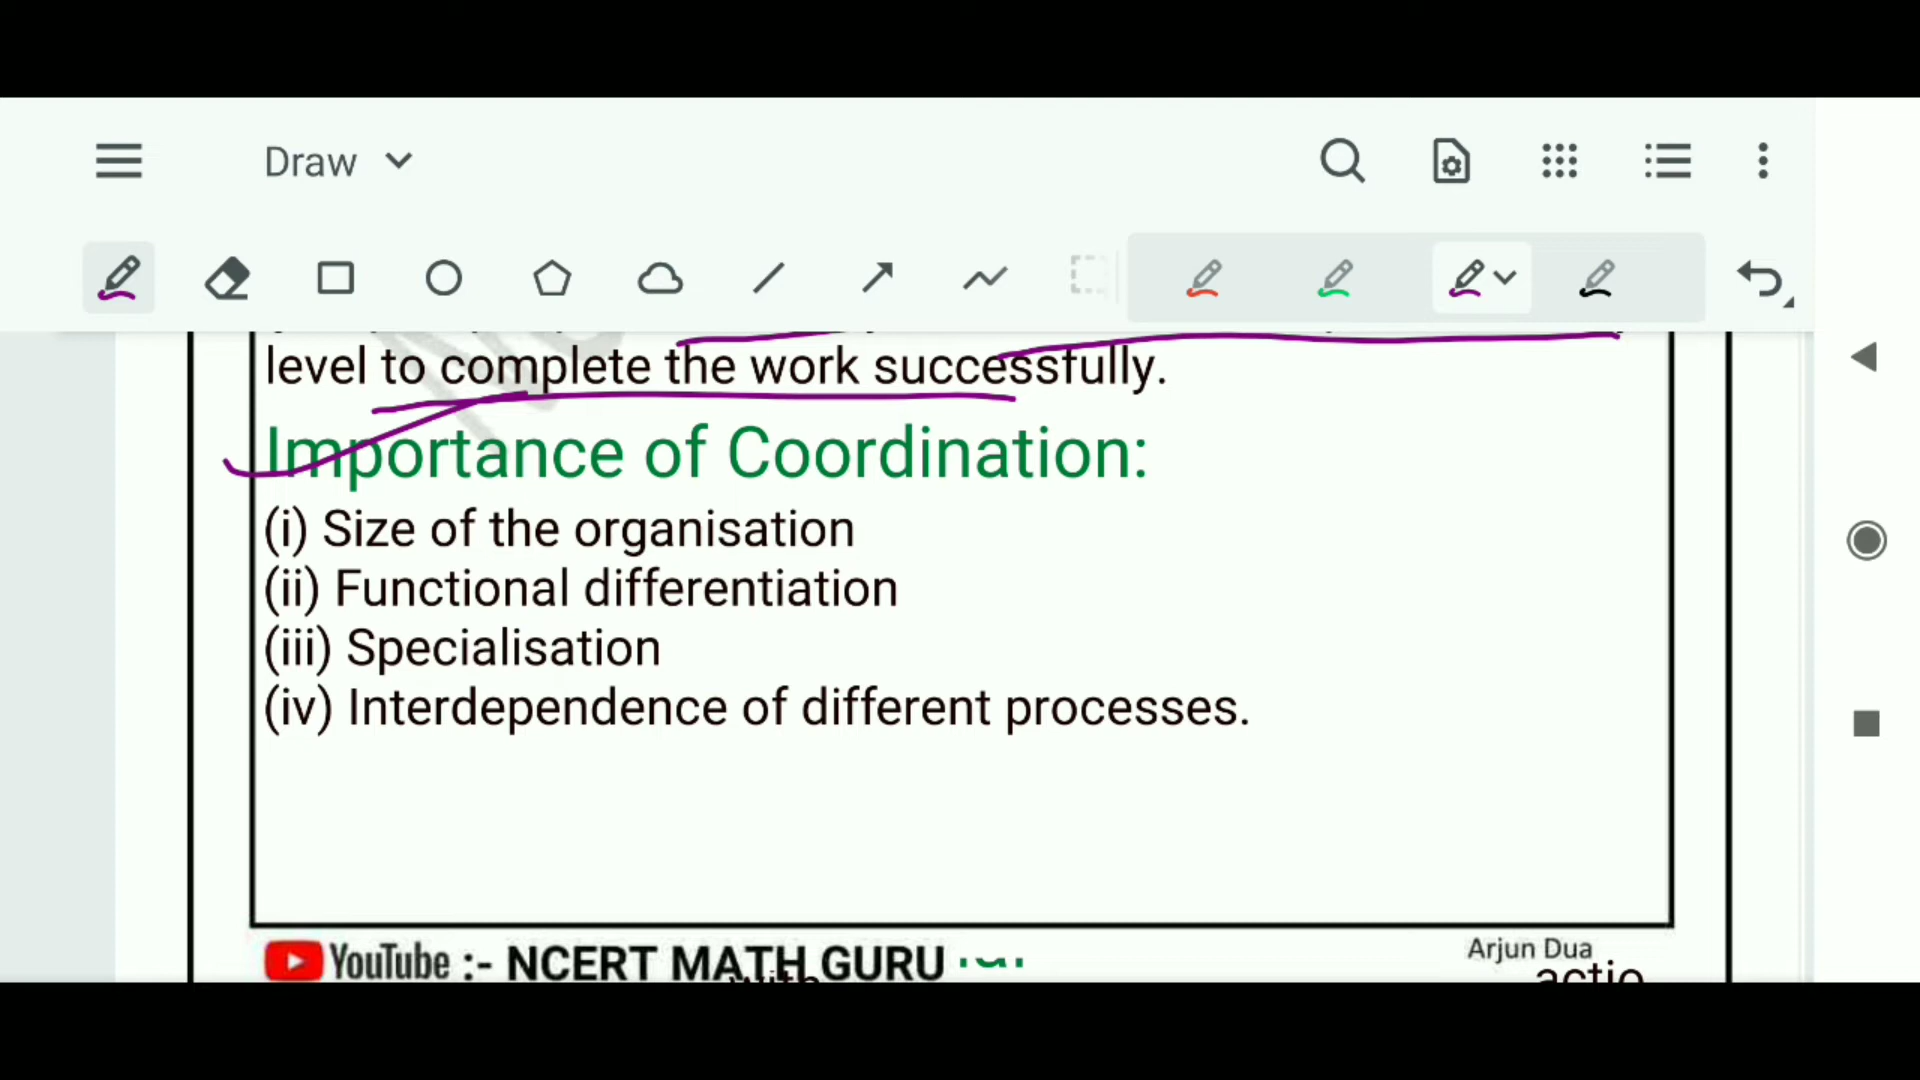 Draw
level to complete the work successfully.
Importance of Coordination:
(i) Size of the organisation
(ii) Functional differentiation
(iii) Specialisation
(iv) Interdependence of different processes.
YouTube :- NCERT MATH GURU
Arjun Dua